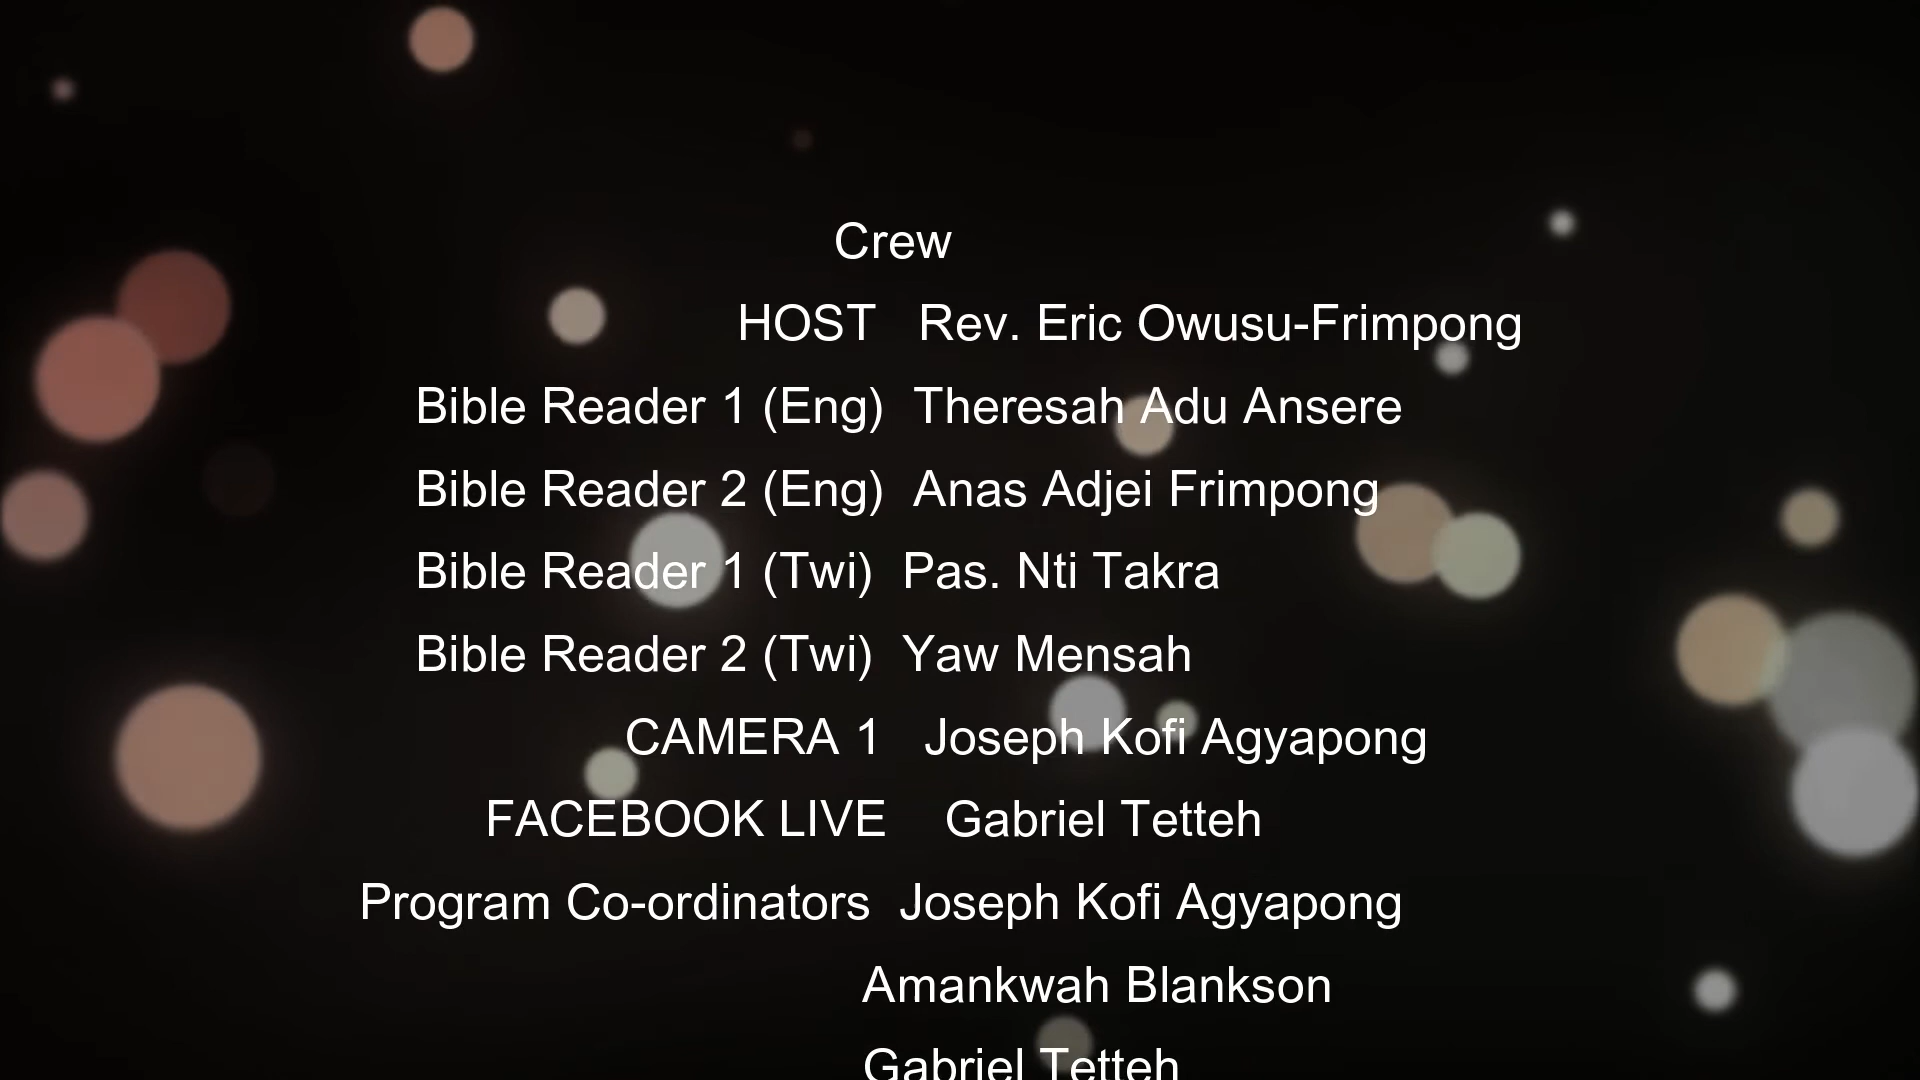 Crew
HOST Rev. Eric Owusu-Frimpong
Bible Reader 1 (Eng) Theresah Adu Ansere
Bible Reader 2 (Eng) Anas Adjei Frimpong
Bible Reader 1 (Twi) Pas. Nti Takra
Bible Reader 2 (Twi) Yaw Mensah
CAMERA 1 Joseph Kofi Agyapong
FACEBOOK LIVE Gabriel Tetteh
Program Co-ordinators Joseph Kofi Agyapong
Amankwah Blankson
Gabriel Tetteh